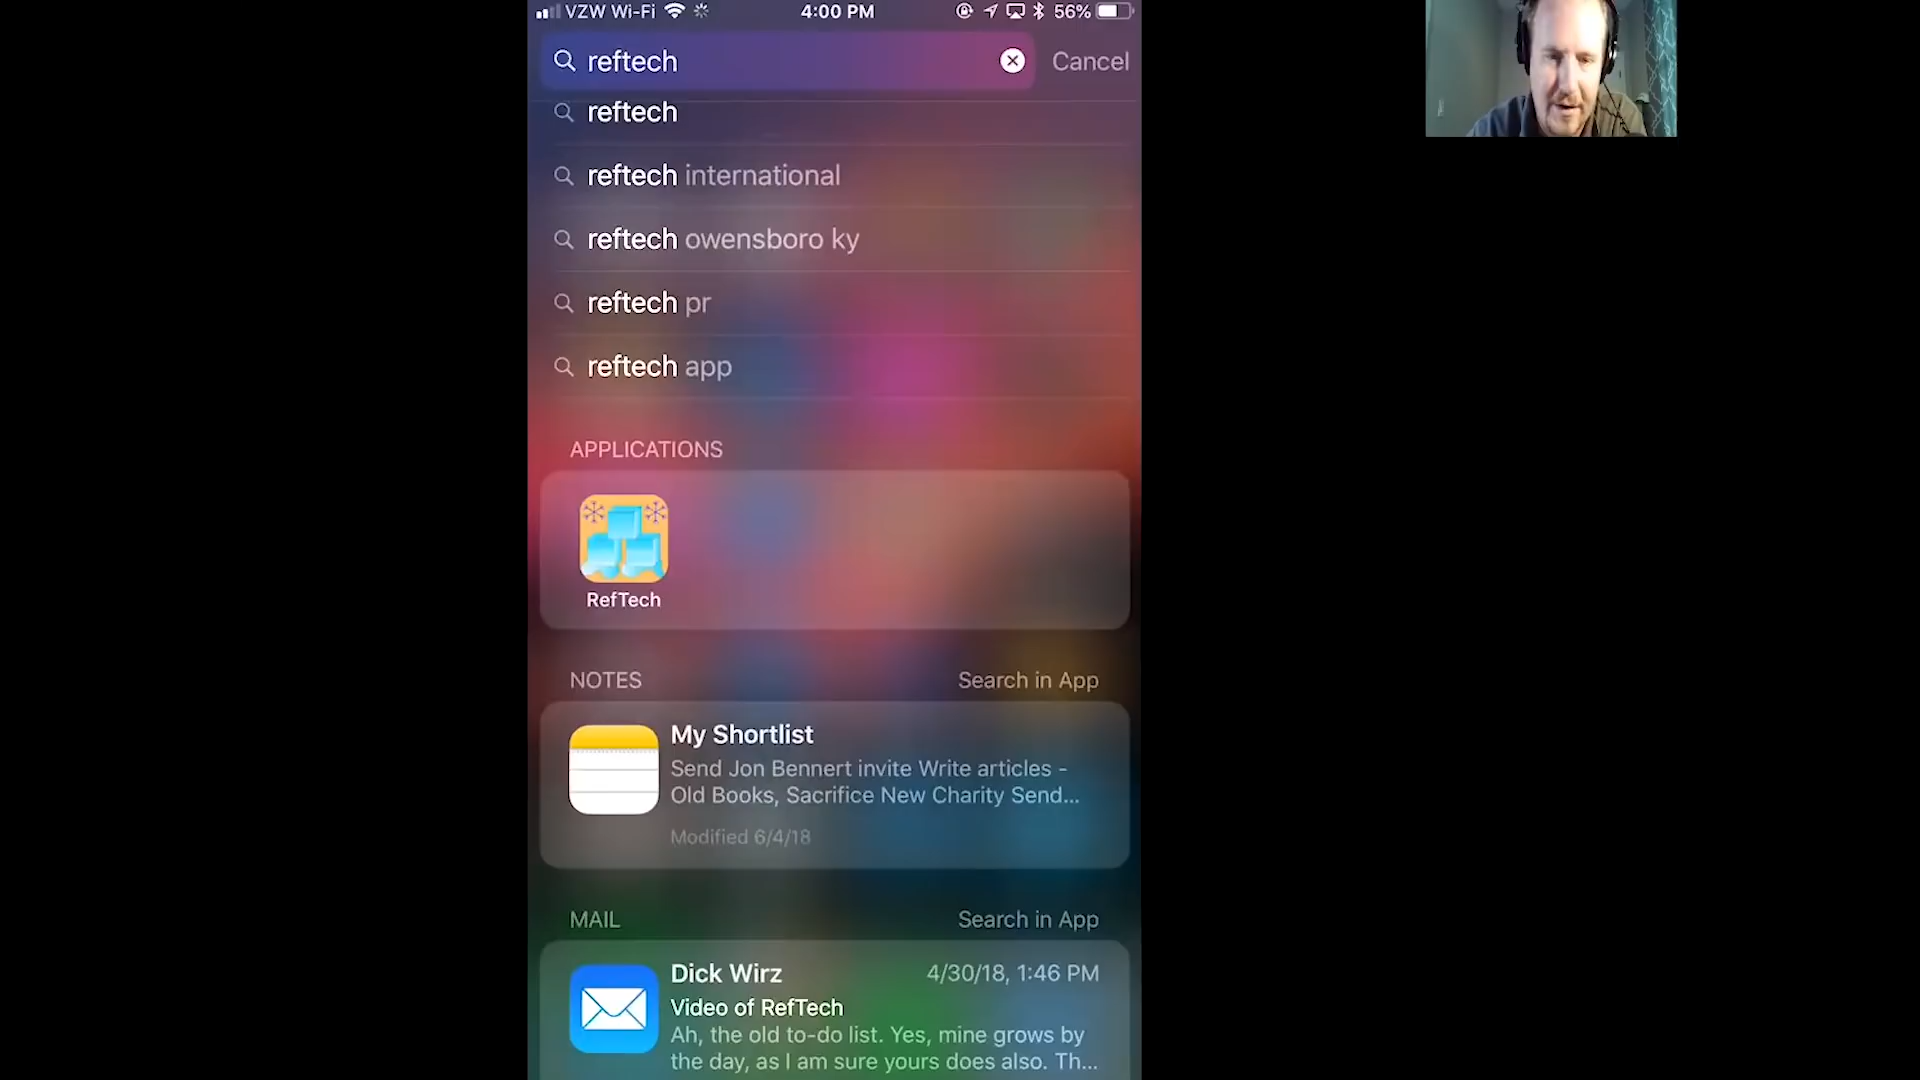 VZW Wi-Fi 4:00 PM 56%
reftech Cancel
reftech
reftech international
reftech owensboro ky
reftech pr
reftech app
APPLICATIONS
RefTech
NOTES Search in App
My Shortlist
Send Jon Bennert invite Write articles -
Old Books, Sacrifice New Charity Send...
Modified 6/4/18
MAIL Search in App
Dick Wirz 4/30/18, 1:46 PM
Video of RefTech
Ah, the old to-do list. Yes, mine grows by
the day, as I am sure yours does also. Th...